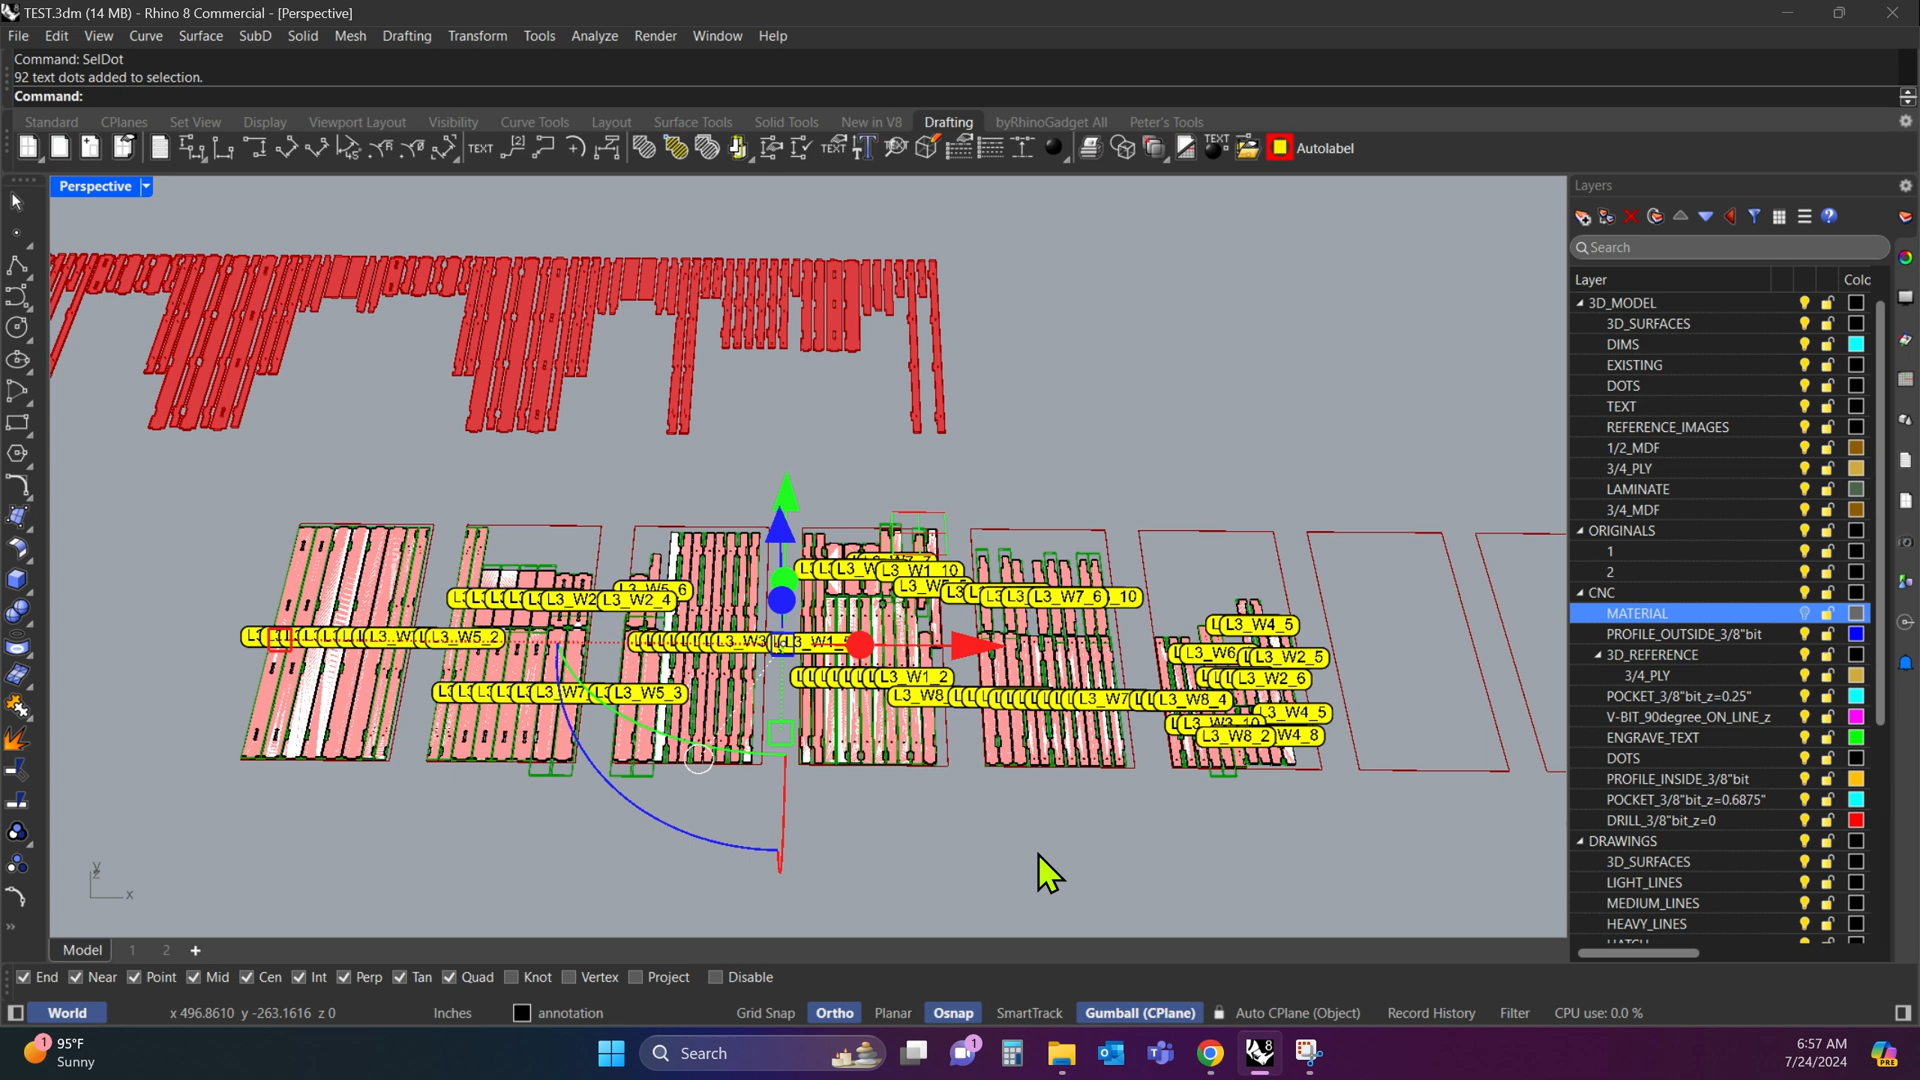 TEST.3dm (14 MB) - Rhino 8 Commercial - [Perspective]
File Edit View Curve Surface SubD Solid Mesh Drafting Transform Tools Analyze Render Window Help
Command: SelDot
92 text dots added to selection.
Command:
Standard CPlanes Set View Display Viewport Layout Visibility Curve Tools Layout Surface Tools Solid Tools New in V8 Drafting byRhinoGadget All Peter's Tools
TEXT TEXT TEXT Autolabel
Perspective
Layers
Search
Layer Colo
3D_MODEL
3D_SURFACES
DIMS
EXISTING
DOTS
TEXT
REFERENCE_IMAGES
1/2_MDF
3/4_PLY
LAMINATE
3/4_MDF
ORIGINALS
1
2
CNC
MATERIAL
PROFILE_OUTSIDE_3/8"bit
3D_REFERENCE
3/4_PLY
POCKET_3/8"bit_z=0.25"
V-BIT_90degree_ON_LINE_z
ENGRAVE_TEXT
DOTS
PROFILE_INSIDE_3/8"bit
POCKET_3/8"bit_z=0.6875"
DRILL_3/8"bit_z=0
DRAWINGS
3D_SURFACES
LIGHT_LINES
MEDIUM_LINES
HEAVY_LINES
L3_W1_10
L3_W2_4
L3_W7_6
L3_W4_5
L3_W2_5
L3_W2_6
L3_W5_3
L3_W1_2
L3_W8_4
L3_W8_2
y
x
Model 1 2 +
End Near Point Mid Cen Int Perp Tan Quad Knot Vertex Project Disable
World x 496.8610 y -263.1616 z 0 Inches annotation Grid Snap Ortho Planar Osnap SmartTrack Gumball (CPlane) Auto CPlane (Object) Record History Filter CPU use: 0.0 %
95°F
Sunny
Search
6:57 AM
7/24/2024